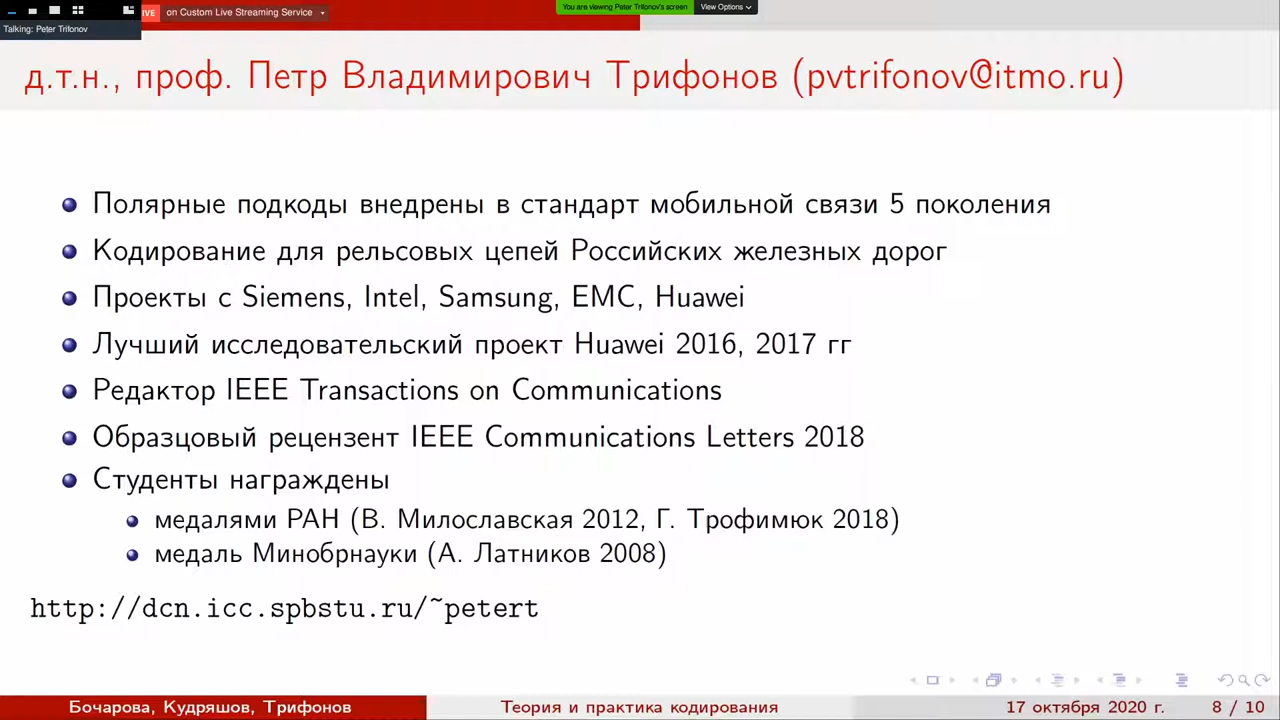 LIVE on Custom Live Streaming Service
You are viewing Peter Trifonov's screen View Options
Talking: Peter Trifonov
д.т.н., проф. Петр Владимирович Трифонов (pvtrifonov@itmo.ru)
Полярные подкоды внедрены в стандарт мобильной связи 5 поколения
Кодирование для рельсовых цепей Российских железных дорог
Проекты с Siemens, Intel, Samsung, EMC, Huawei
Лучший исследовательский проект Huawei 2016, 2017 гг
Редактор IEEE Transactions on Communications
Образцовый рецензент IEEE Communications Letters 2018
Студенты награждены
медалями РАН (В. Милославская 2012, Г. Трофимюк 2018)
медаль Минобрнауки (А. Латников 2008)
http://dcn.icc.spbstu.ru/~petert
Бочарова, Кудряшов, Трифонов Теория и практика кодирования 17 октября 2020 г. 8 / 10